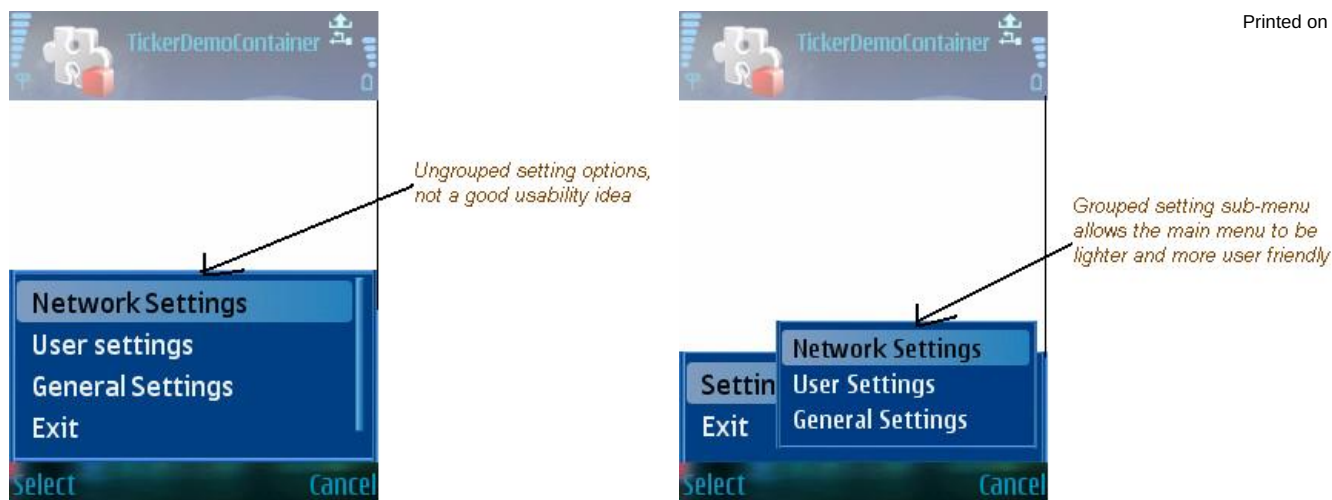 TickerDemoContainer
Ungrouped setting options,
not a good usability idea
Network Settings
User settings
General Settings
Exit
Select Cancel
Printed on
TickerDemoContainer
Grouped setting sub-menu
allows the main menu to be
lighter and more user friendly
Settin
Exit
Network Settings
User Settings
General Settings
Select Cancel